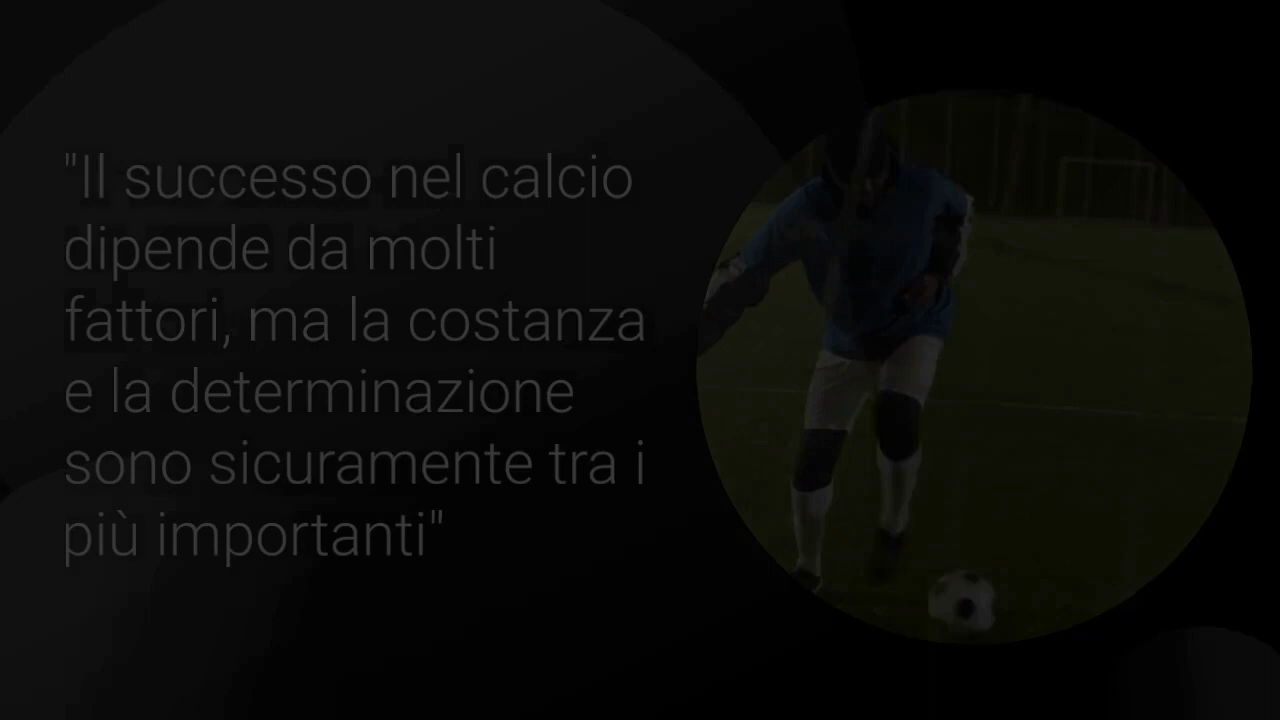 "Il successo nel calcio
dipende da molti
fattori, ma la costanza
e la determinazione
sono sicuramente tra i
più importanti"